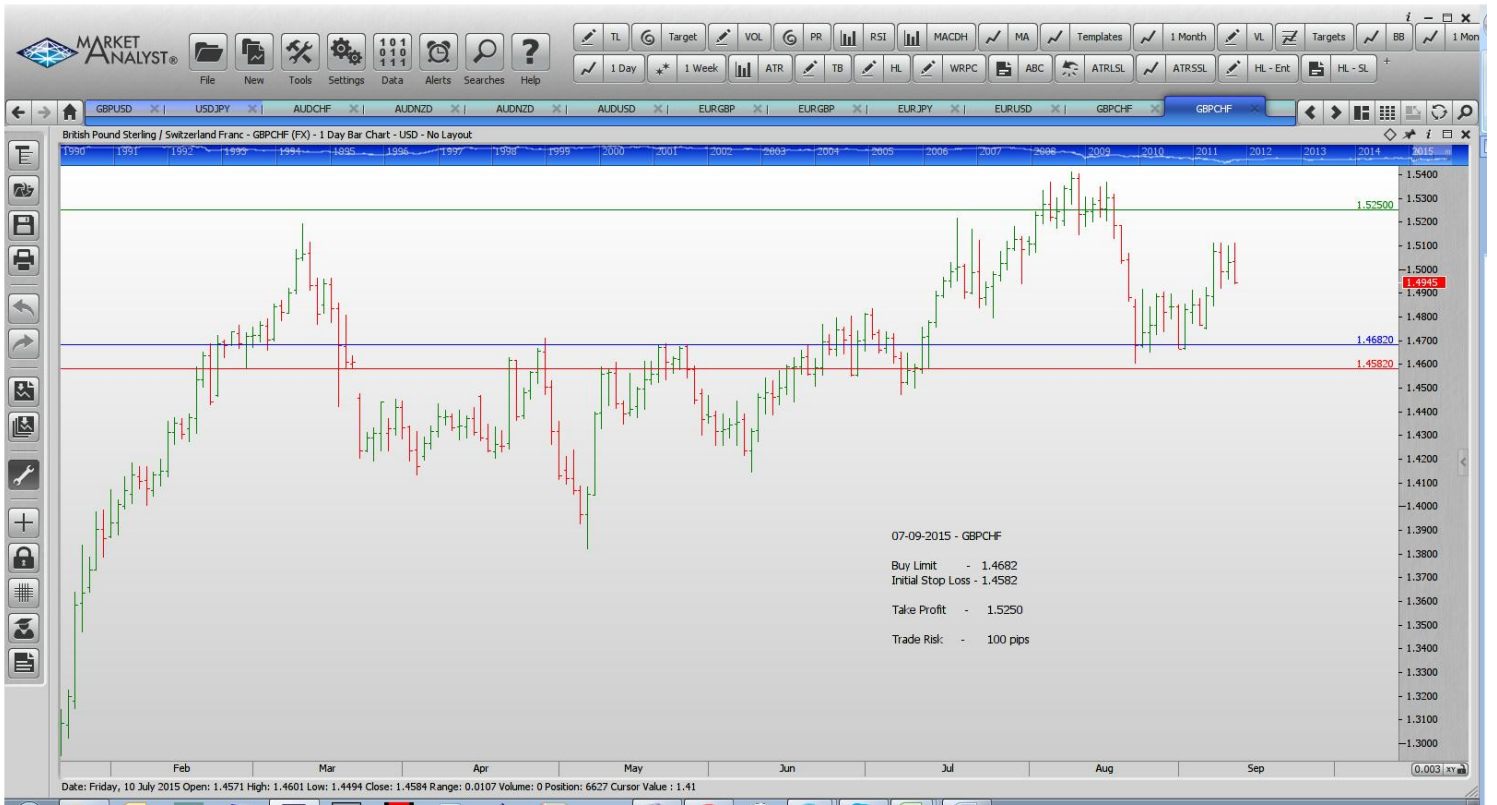 MARKET ANALYST®
File New Tools Settings Data Alerts Searches Help
TL Target VOL PR RSI MACDH MA Templates 1 Month VL Targets BB 1 Mon
1 Day 1 Week ATR TB HL WRPC ABC ATRLSL ATRSSL HL - Ent HL - SL
GBPUSD USDJPY AUDCHF AUDNZD AUDNZD AUDUSD EURGBP EURGBP EURJPY EURUSD GBPCHF GBPCHF
British Pound Sterling / Switzerland Franc - GBPCHF (FX) - 1 Day Bar Chart - USD - No Layout
1990 1991 1992 1993 1994 1995 1996 1997 1998 1999 2000 2001 2002 2003 2004 2005 2006 2007 2008 2009 2010 2011 2012 2013 2014 2015
1.5400
1.5300
1.52500
1.5200
1.5100
1.5000
1.4945
1.4900
1.4800
1.4700
1.46820
1.4600
1.45820
1.4500
1.4400
1.4300
1.4200
1.4100
1.4000
1.3900
07-09-2015 - GBPCHF
1.3800
Buy Limit - 1.4682
1.3700
Initial Stop Loss - 1.4582
1.3600
Take Profit - 1.5250
1.3500
Trade Risk - 100 pips
1.3400
1.3300
1.3200
1.3100
1.3000
Feb Mar Apr May Jun Jul Aug Sep
0.003 XY
Date: Friday, 10 July 2015 Open: 1.4571 High: 1.4601 Low: 1.4494 Close: 1.4584 Range: 0.0107 Volume: 0 Position: 6627 Cursor Value : 1.41